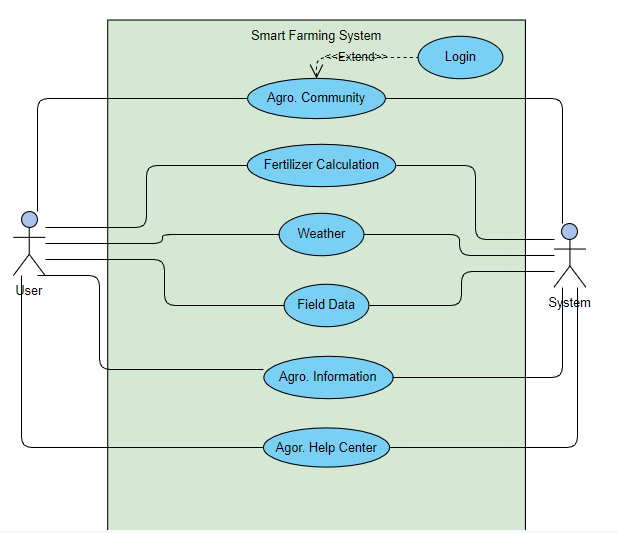 Smart Farming System
<<Extend>>
Login
Agro. Community
Fertilizer Calculation
Weather
User
System
Field Data
Agro. Information
Agor. Help Center